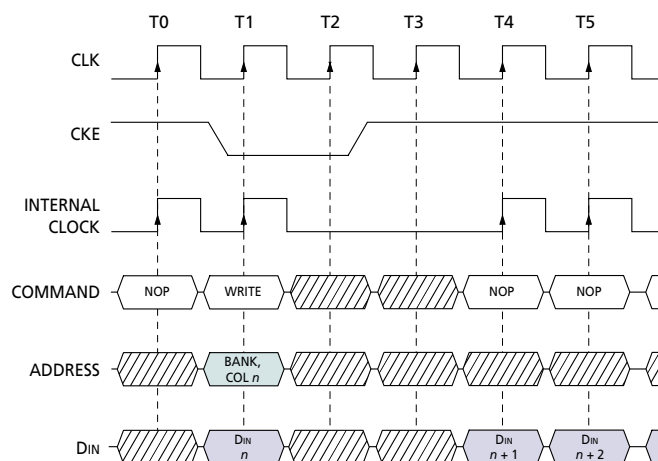 T0 T1 T2 T3 T4 T5
CLK
CKE
INTERNAL
CLOCK
COMMAND NOP WRITE NOP NOP
ADDRESS BANK,
COL n
DIN DIN
n DIN
n + 1 DIN
n + 2